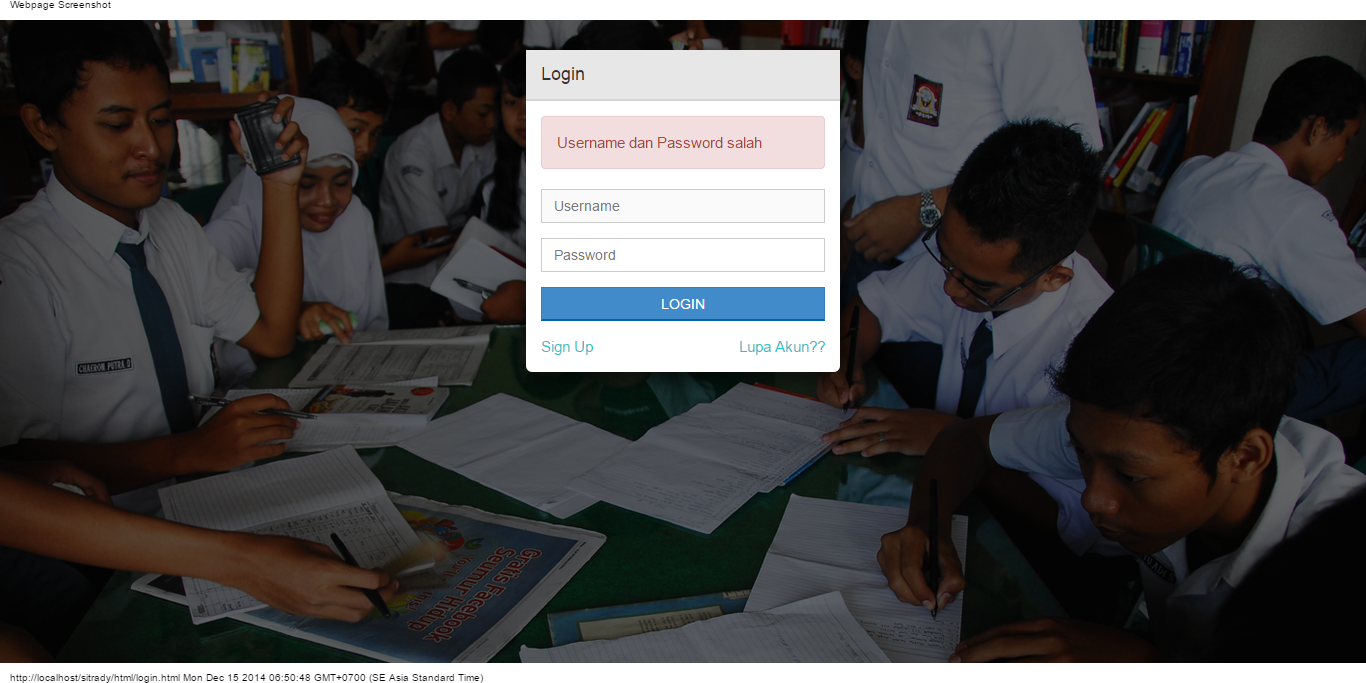 Webpage Screenshot
Login
Username dan Password salah
Username
Password
LOGIN
Sign Up
Lupa Akun??
CHAERON PUTRA D
Gratis Facebook
Seumur Hidup
http://localhost/sitrady/html/login.html Mon Dec 15 2014 06:50:48 GMT+0700 (SE Asia Standard Time)